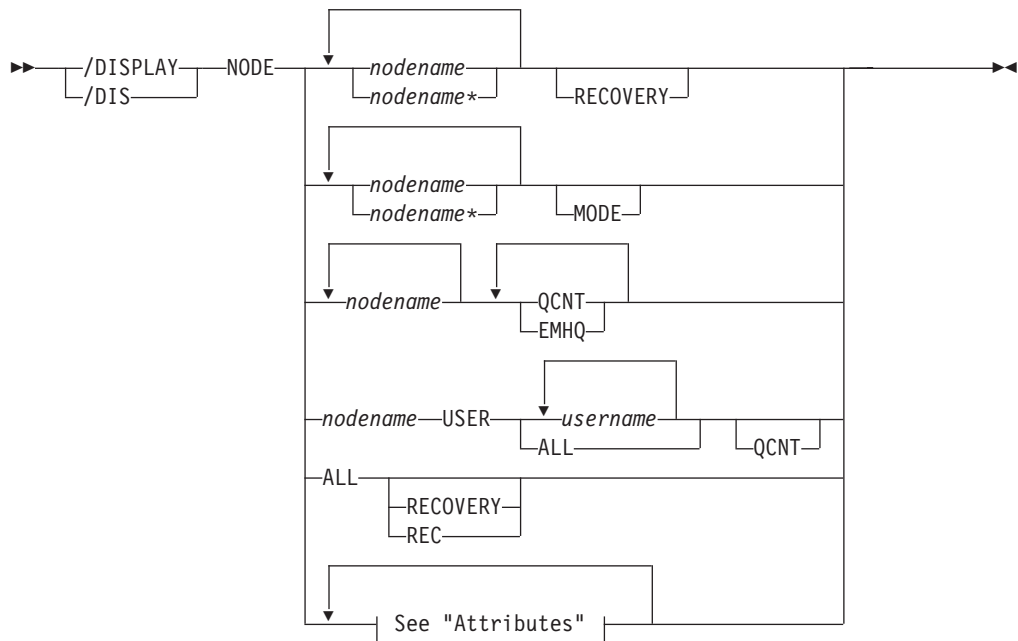 /DISPLAY NODE nodename
/DIS nodename* RECOVERY
nodename
nodename* MODE
nodename QCNT
EMHQ
nodename USER username
ALL QCNT
ALL
RECOVERY
REC
See "Attributes"